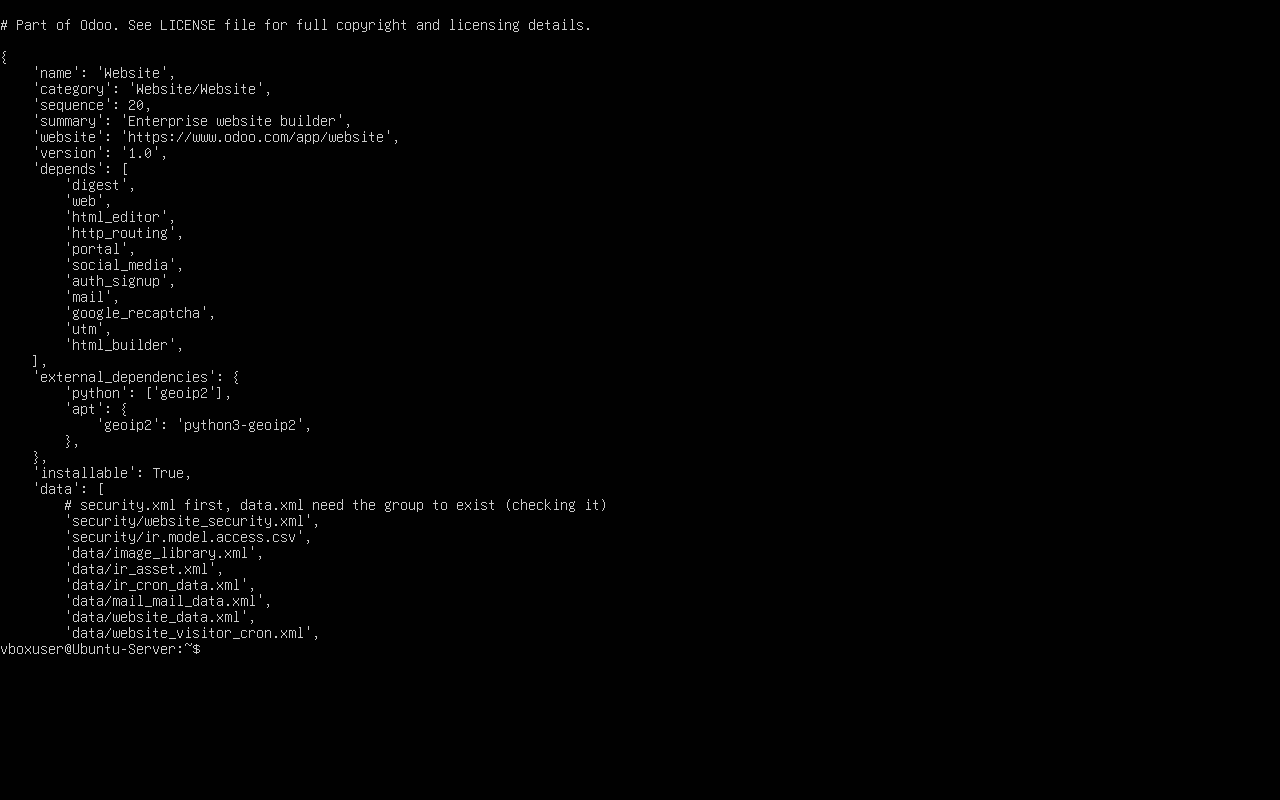 # Part of Odoo. See LICENSE file for full copyright and licensing details.
{
    'name': 'Website',
    'category': 'Website/Website',
    'sequence': 20,
    'summary': 'Enterprise website builder',
    'website': 'https://www.odoo.com/app/website',
    'version': '1.0',
    'depends': [
        'digest',
        'web',
        'html_editor',
        'http_routing',
        'portal',
        'social_media',
        'auth_signup',
        'mail',
        'google_recaptcha',
        'utm',
        'html_builder',
    ],
    'external_dependencies': {
        'python': ['geoip2'],
        'apt': {
            'geoip2': 'python3-geoip2',
        },
    },
    'installable': True,
    'data': [
        # security.xml first, data.xml need the group to exist (checking it)
        'security/website_security.xml',
        'security/ir.model.access.csv',
        'data/image_library.xml',
        'data/ir_asset.xml',
        'data/ir_cron_data.xml',
        'data/mail_mail_data.xml',
        'data/website_data.xml',
        'data/website_visitor_cron.xml',
vboxuser@Ubuntu-Server:~$